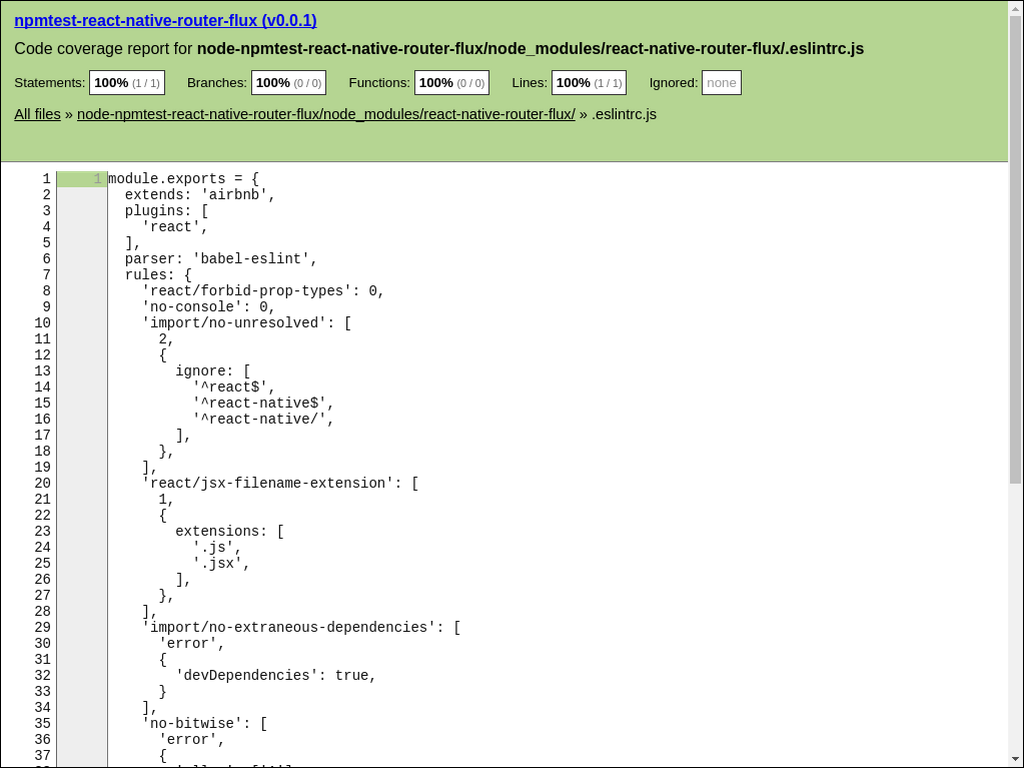 npmtest-react-native-router-flux (v0.0.1)
Code coverage report for node-npmtest-react-native-router-flux/node_modules/react-native-router-flux/.eslintrc.js
Statements: 100% (1 / 1) Branches: 100% (0 / 0) Functions: 100% (0 / 0) Lines: 100% (1 / 1) Ignored: none
All files » node-npmtest-react-native-router-flux/node_modules/react-native-router-flux/ » .eslintrc.js
1 1 module.exports = {
2   extends: 'airbnb',
3   plugins: [
4     'react',
5   ],
6   parser: 'babel-eslint',
7   rules: {
8     'react/forbid-prop-types': 0,
9     'no-console': 0,
10     'import/no-unresolved': [
11       2,
12       {
13         ignore: [
14           '^react$',
15           '^react-native$',
16           '^react-native/',
17         ],
18       },
19     ],
20     'react/jsx-filename-extension': [
21       1,
22       {
23         extensions: [
24           '.js',
25           '.jsx',
26         ],
27       },
28     ],
29     'import/no-extraneous-dependencies': [
30       'error',
31       {
32         'devDependencies': true,
33       }
34     ],
35     'no-bitwise': [
36       'error',
37       {